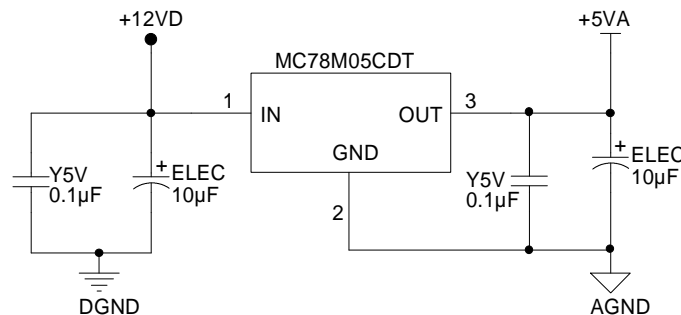 +12VD
+5VA
MC78M05CDT
1
IN
OUT
3
GND
2
Y5V
0.1µF
+
ELEC
10µF
Y5V
0.1µF
+
ELEC
10µF
DGND
AGND